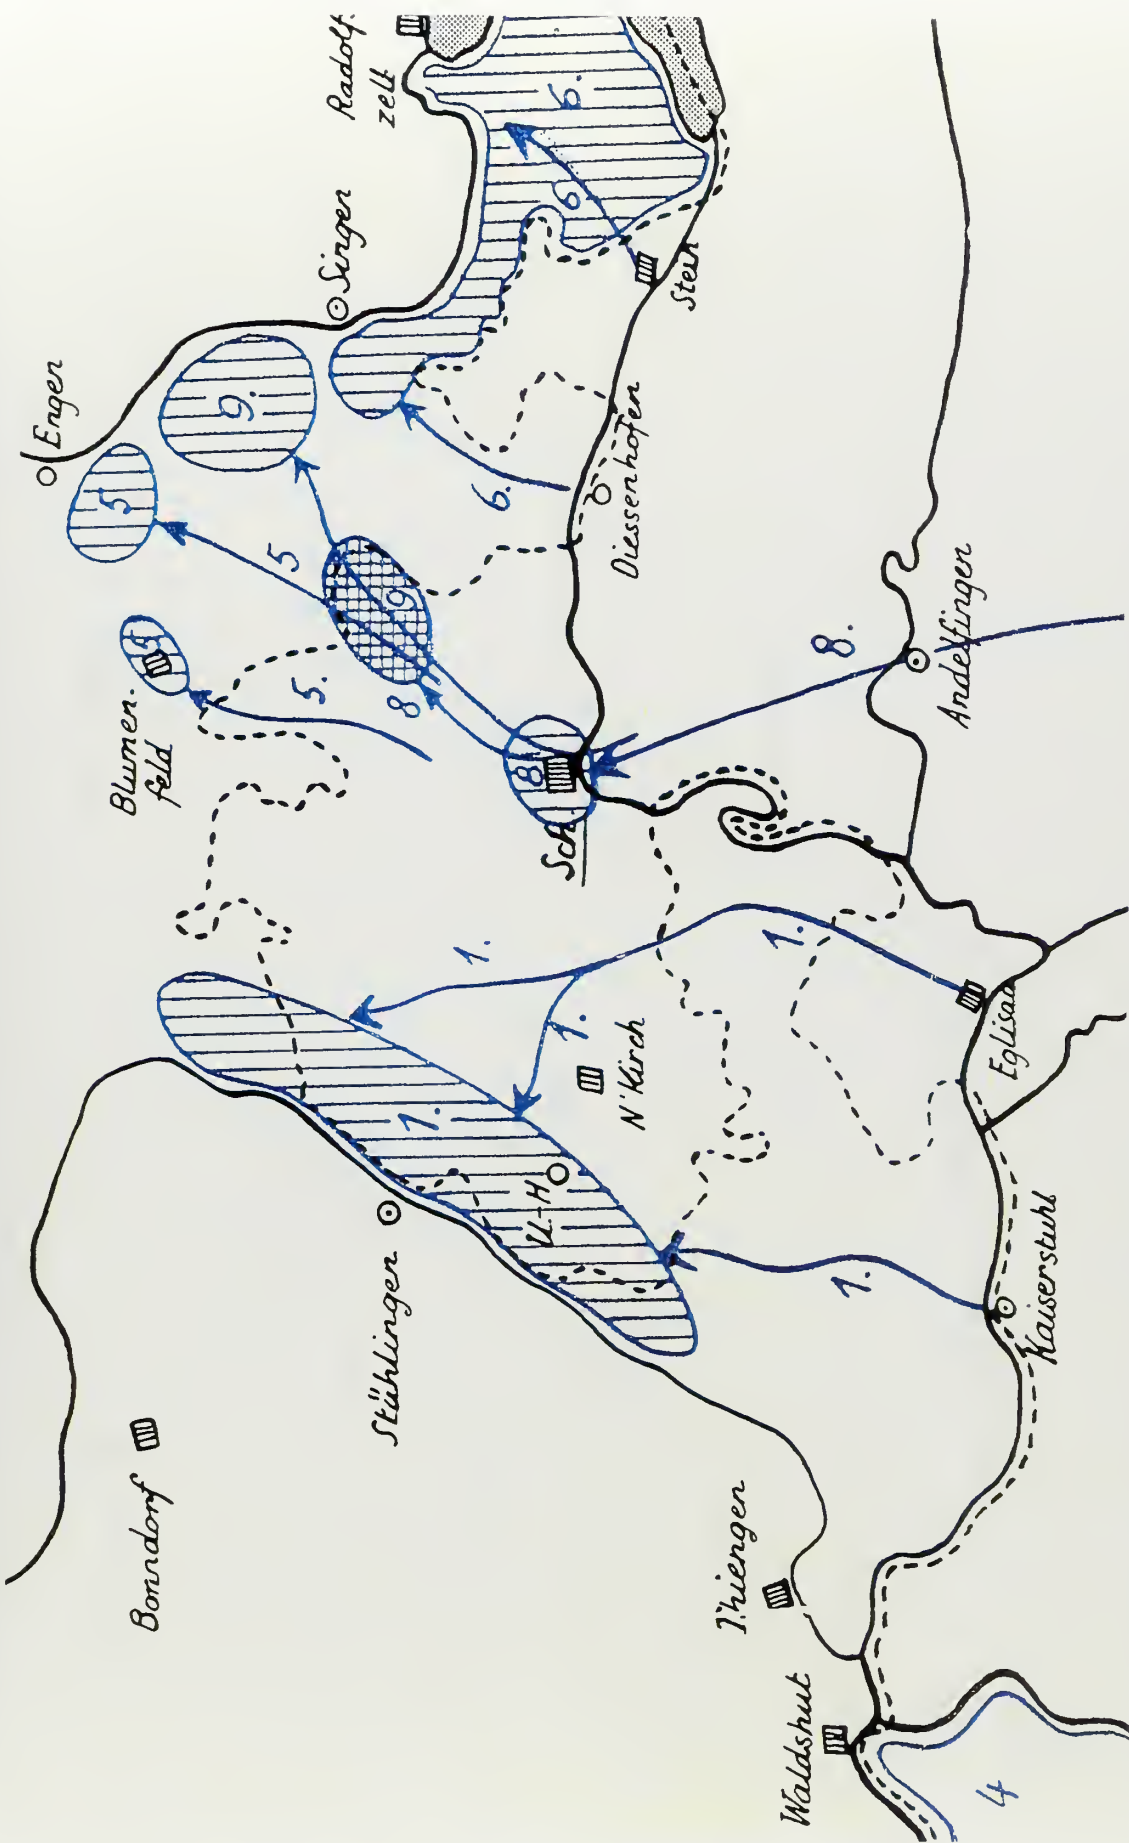 Engen
5
Blumen-
feld
5
Bonndorf
9.
5
5.
Singen
Radolf-
zell
Stühlingen
9
8
1.
1.
6.
8
U-H
Sch
6.
6
1.
N'Kirch
Diessenhofen
Stein
Thiengen
1.
Waldshut
8.
1.
Andelfingen
4
Eglisau
Kaiserstuhl